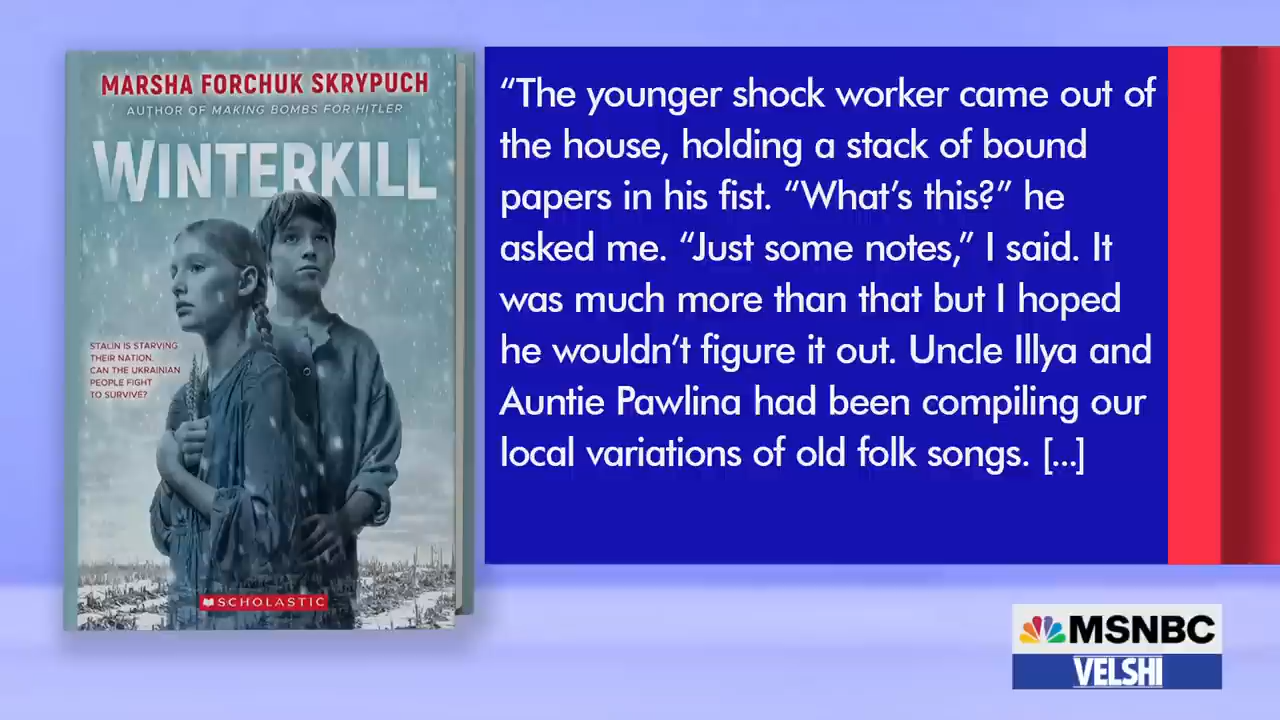 MARSHA FORCHUK SKRYPUCH
AUTHOR OF MAKING BOMBS FOR HITLER
WINTERKILL
STALIN IS STARVING
THEIR NATION.
CAN THE UKRAINIAN
PEOPLE FIGHT
TO SURVIVE?
SCHOLASTIC
“The younger shock worker came out of
the house, holding a stack of bound
papers in his fist. “What’s this?” he
asked me. “Just some notes,” I said. It
was much more than that but I hoped
he wouldn’t figure it out. Uncle Illya and
Auntie Pawlina had been compiling our
local variations of old folk songs. [...]
MSNBC
VELSHI